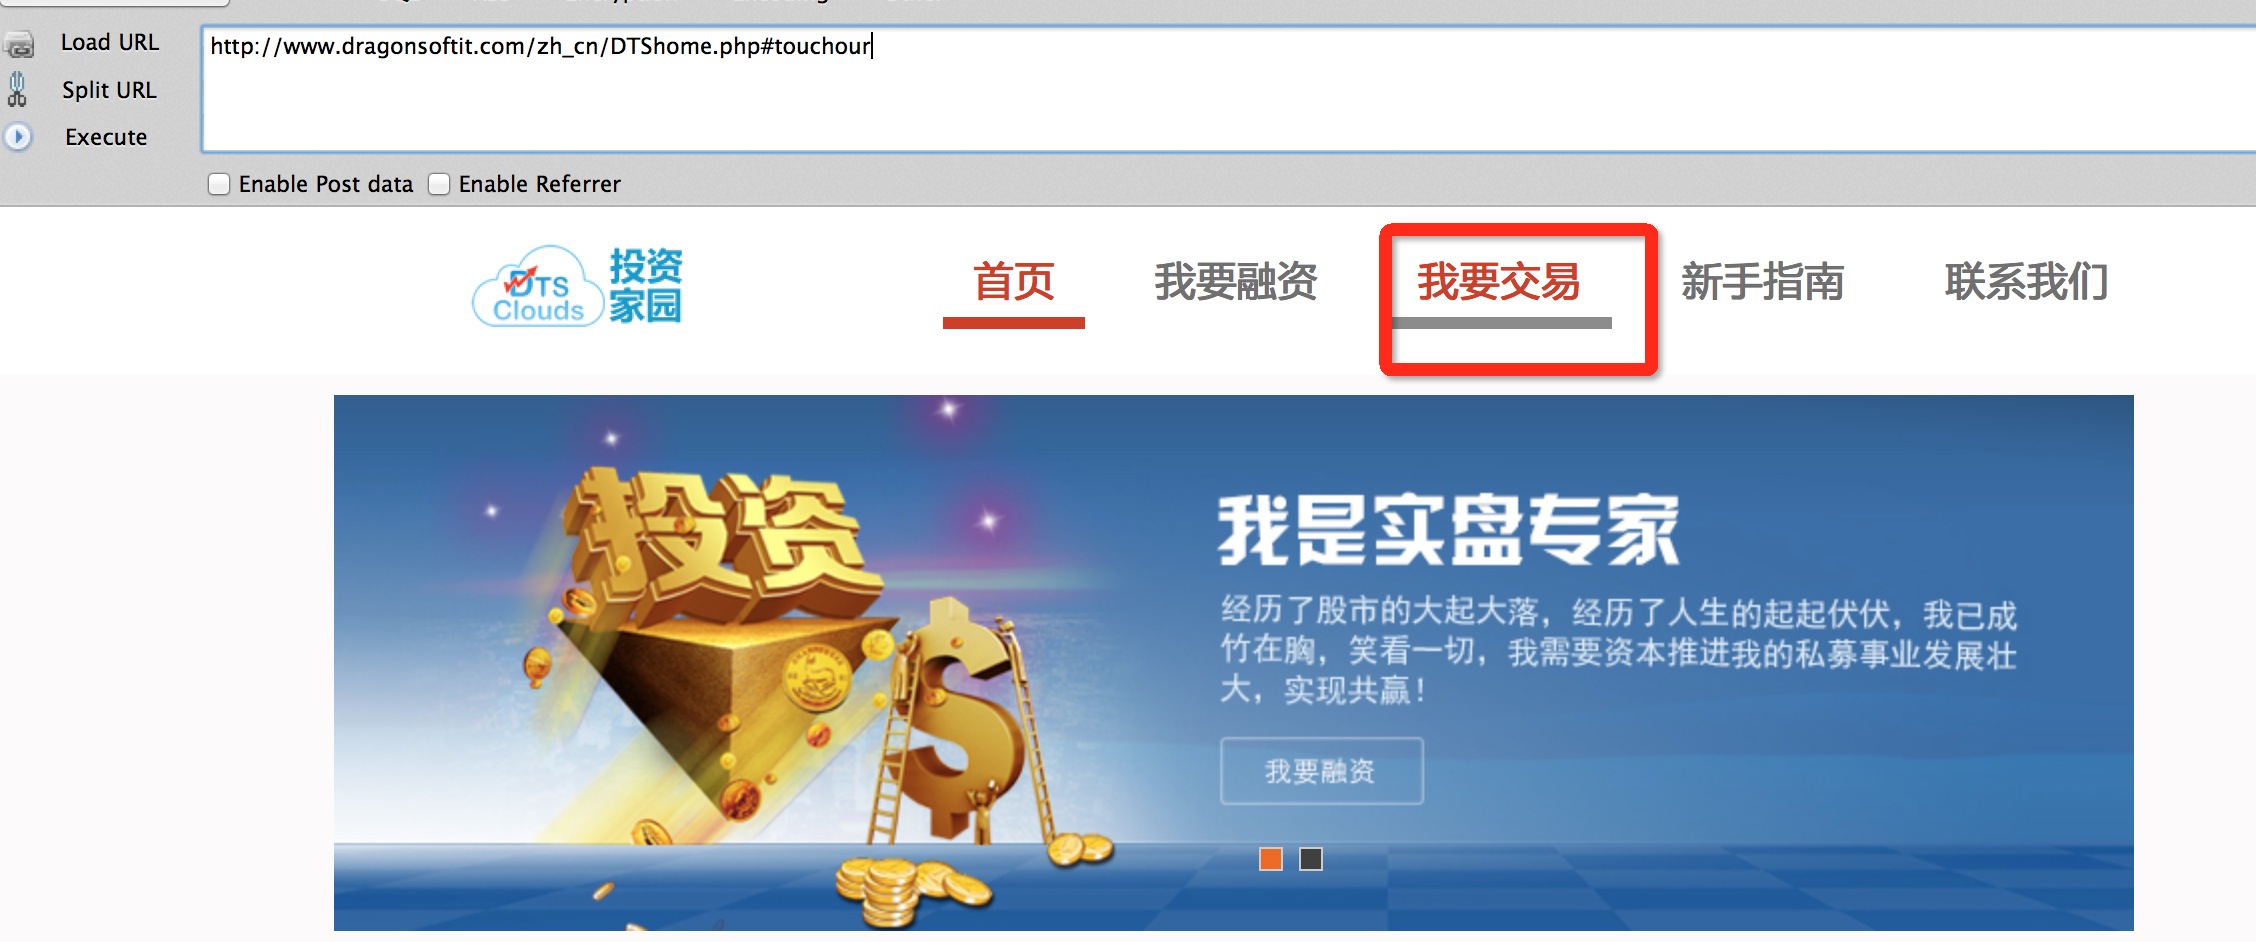 Load URL
http://www.dragonsoftit.com/zh_cn/DTShome.php#touchour
Split URL
Execute
Enable Post data
Enable Referrer
DTS
Clouds
投资
家园
首页
我要融资
我要交易
新手指南
联系我们
投资
我是实盘专家
经历了股市的大起大落，经历了人生的起起伏伏，我已成
竹在胸，笑看一切，我需要资本推进我的私募事业发展壮
大，实现共赢！
我要融资